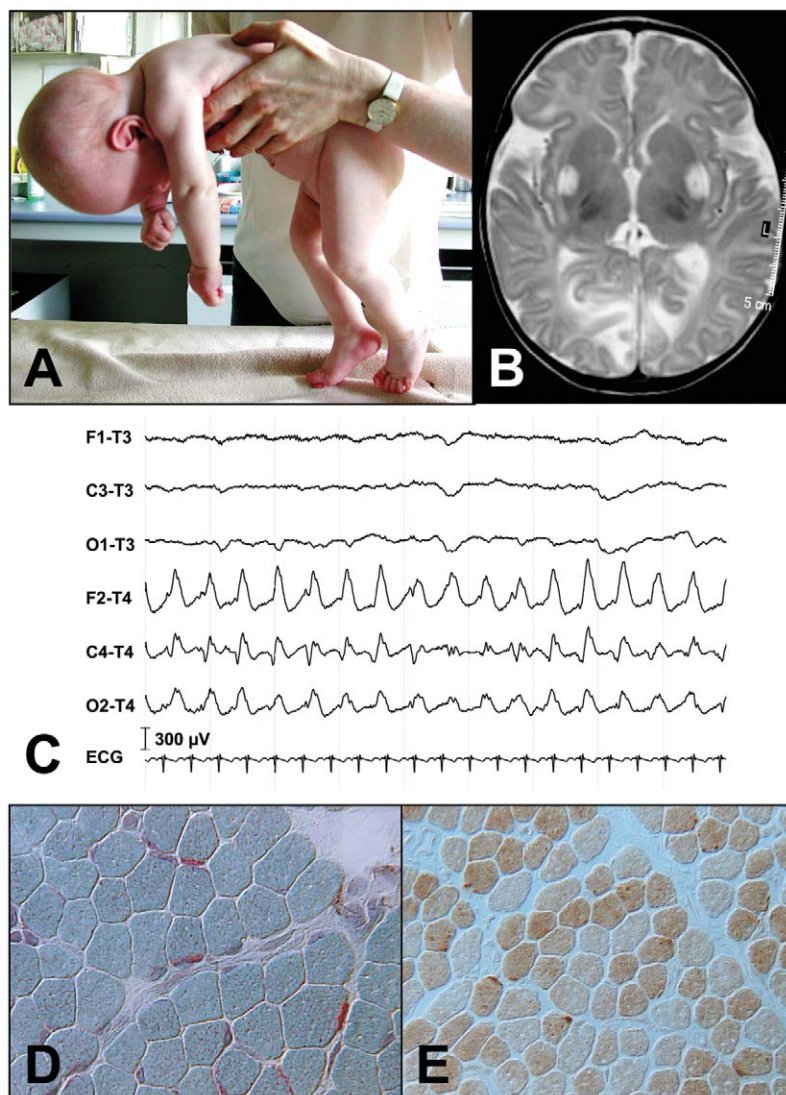 A
B
L
5 cm
F1-T3
C3-T3
O1-T3
F2-T4
C4-T4
O2-T4
300 µV
ECG
C
D
E